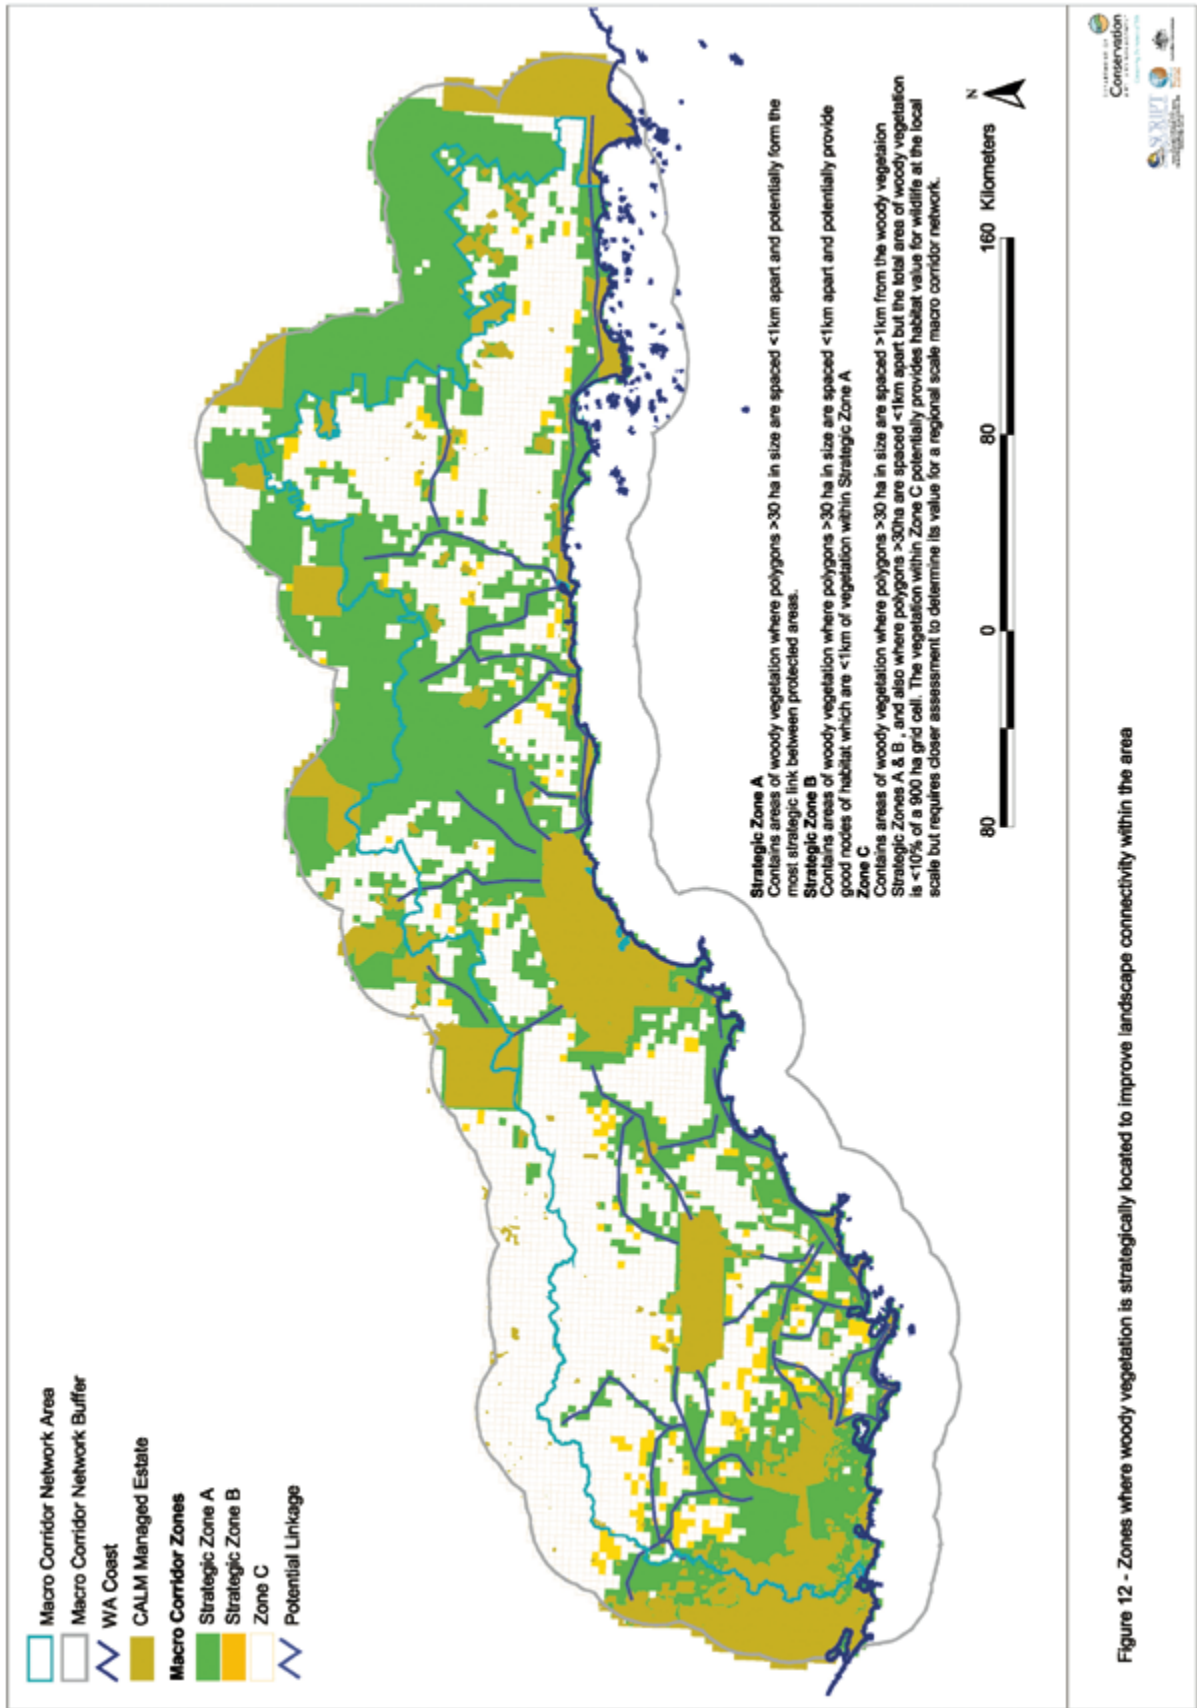 Macro Corridor Network Area
Macro Corridor Network Buffer
WA Coast
CALM Managed Estate
Macro Corridor Zones
Strategic Zone A
Strategic Zone B
Zone C
Potential Linkage
Strategic Zone A
Contains areas of woody vegetation where polygons >30 ha in size are spaced <1km apart and potentially form the
most strategic link between protected areas.
Strategic Zone B
Contains areas of woody vegetation where polygons >30 ha in size are spaced <1km apart and potentially provide
good nodes of habitat which are <1km of vegetation within Strategic Zone A
Zone C
Contains areas of woody vegetation where polygons >30 ha in size are spaced >1km from the woody vegetaion
Strategic Zones A & B , and also where polygons >30ha are spaced <1km apart but the total area of woody vegetation
is <10% of a 900 ha grid cell. The vegetation within Zone C potentially provides habitat value for wildlife at the local
scale but requires closer assessment to determine its value for a regional scale macro corridor network.
80 0 80 160 Kilometers
N
Figure 12 - Zones where woody vegetation is strategically located to improve landscape connectivity within the area
SCRIPT
Conservation